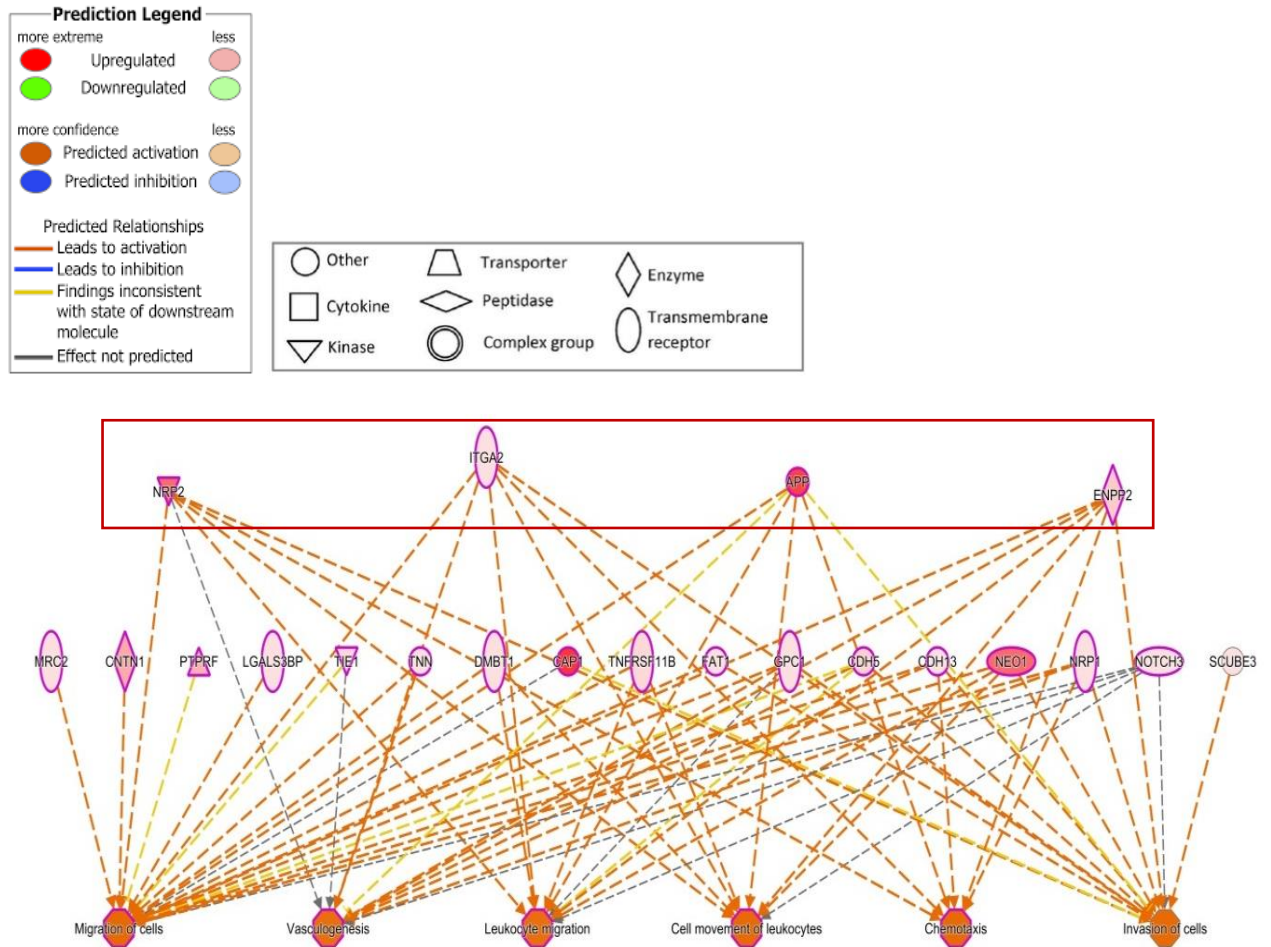 Prediction Legend
more extreme less
Upregulated
Downregulated
more confidence less
Predicted activation
Predicted inhibition
Predicted Relationships
Leads to activation
Leads to inhibition
Findings inconsistent
with state of downstream
molecule
Effect not predicted
Other
Transporter
Enzyme
Cytokine
Peptidase
Transmembrane
receptor
Kinase
Complex group
ITGA2
NRP2
APP
ENPP2
MRC2 CNTN1 PTPRF LGALS3BP TIE1 TNN DMBT1 CAP1 TNFRSF11B FAT1 GPC1 CDH5 CDH13 NEO1 NRP1 NOTCH3 SCUBE3
Migration of cells Vasculogenesis Leukocyte migration Cell movement of leukocytes Chemotaxis Invasion of cells